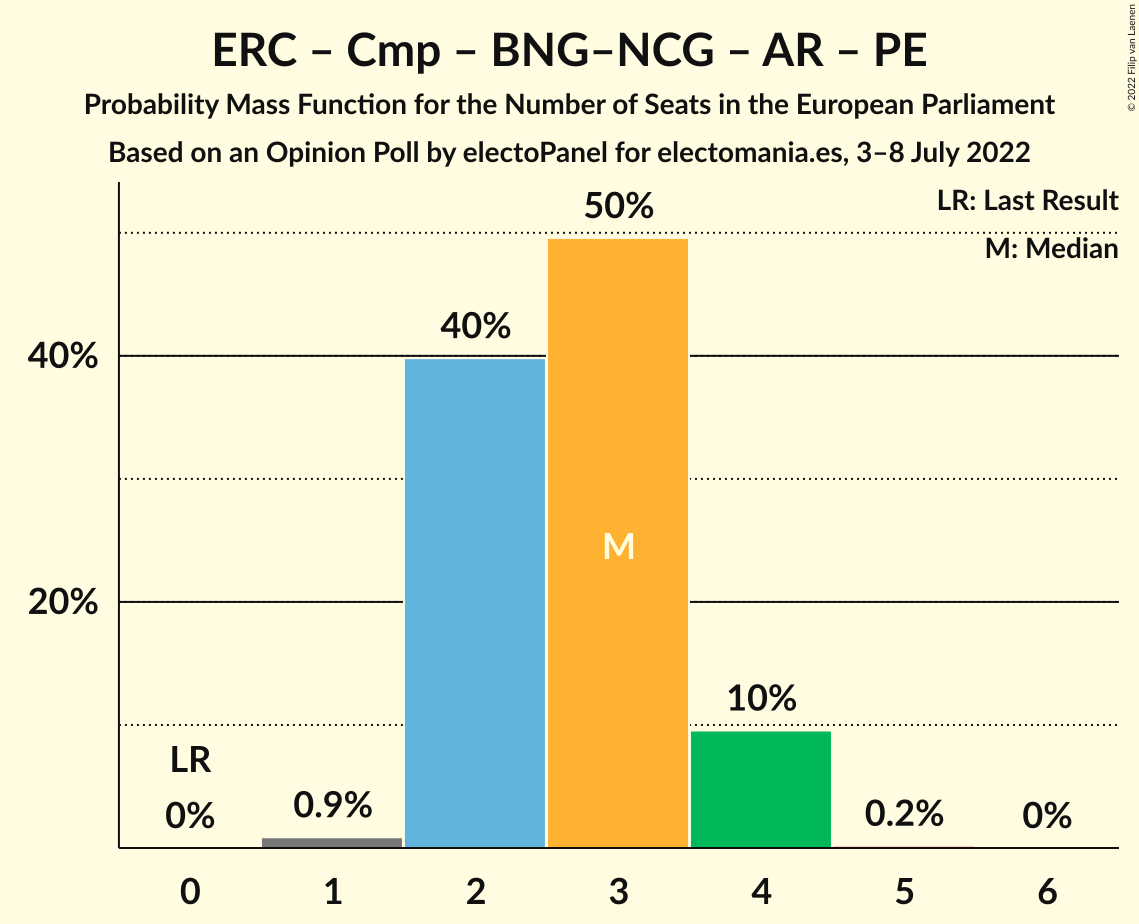 ERC – Cmp – BNG–NCG – AR – PE
Probability Mass Function for the Number of Seats in the European Parliament
Based on an Opinion Poll by electoPanel for electomania.es, 3–8 July 2022
© 2022 Filip van Laenen
LR: Last Result
M: Median
50%
40%
40%
M
20%
10%
LR
0%
0.9%
0.2%
0%
0 1 2 3 4 5 6